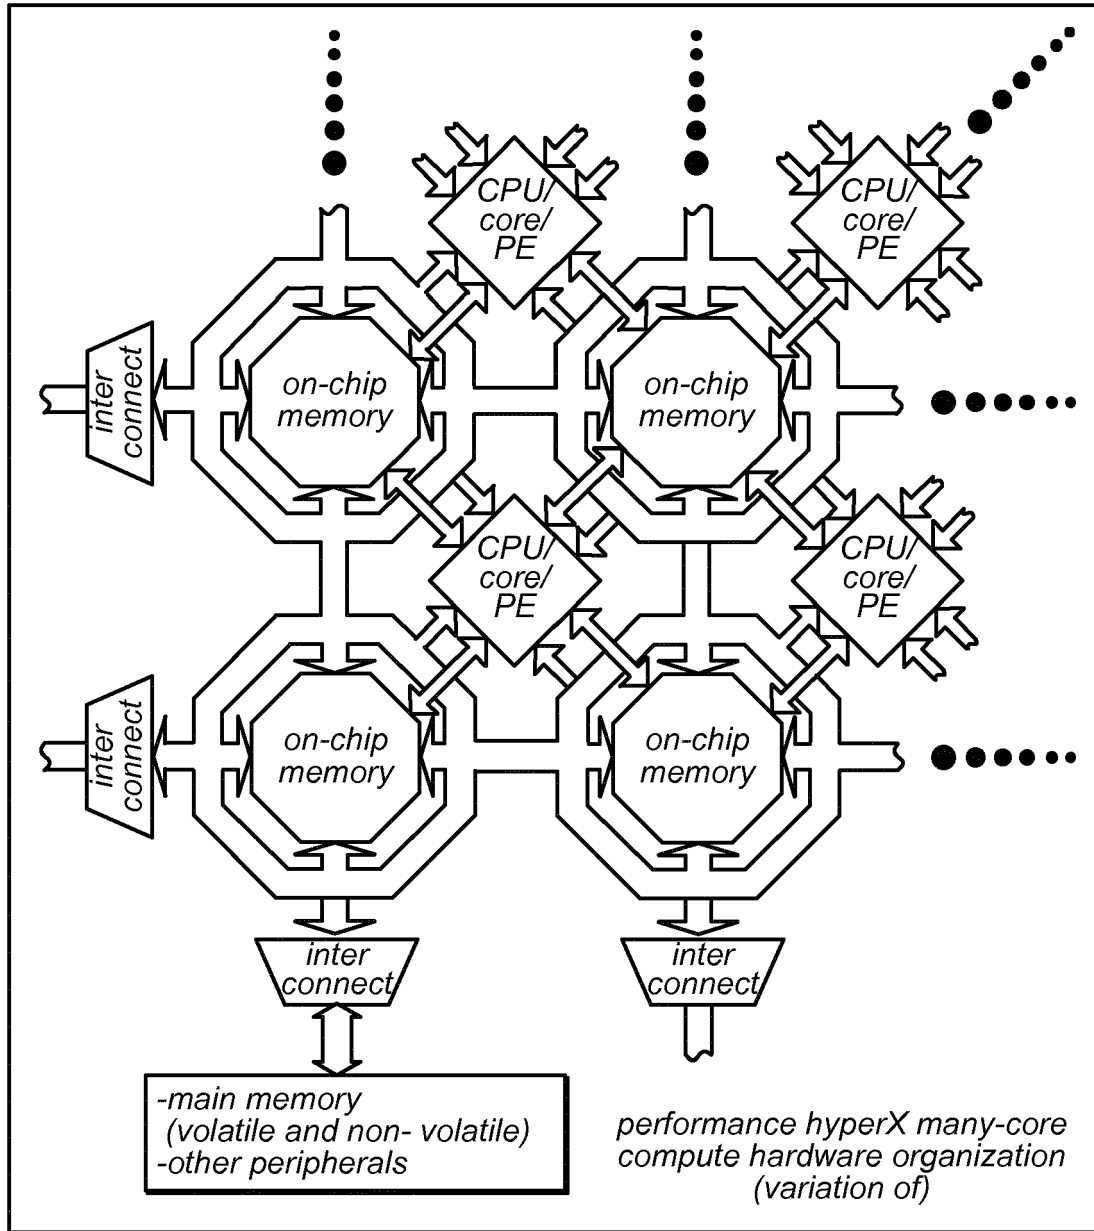 CPU/
core/
PE
CPU/
core/
PE
inter
connect
on-chip
memory
on-chip
memory
CPU/
core/
PE
CPU/
core/
PE
inter
connect
on-chip
memory
on-chip
memory
inter
connect
inter
connect
-main memory
(volatile and non- volatile)
-other peripherals
performance hyperX many-core
compute hardware organization
(variation of)